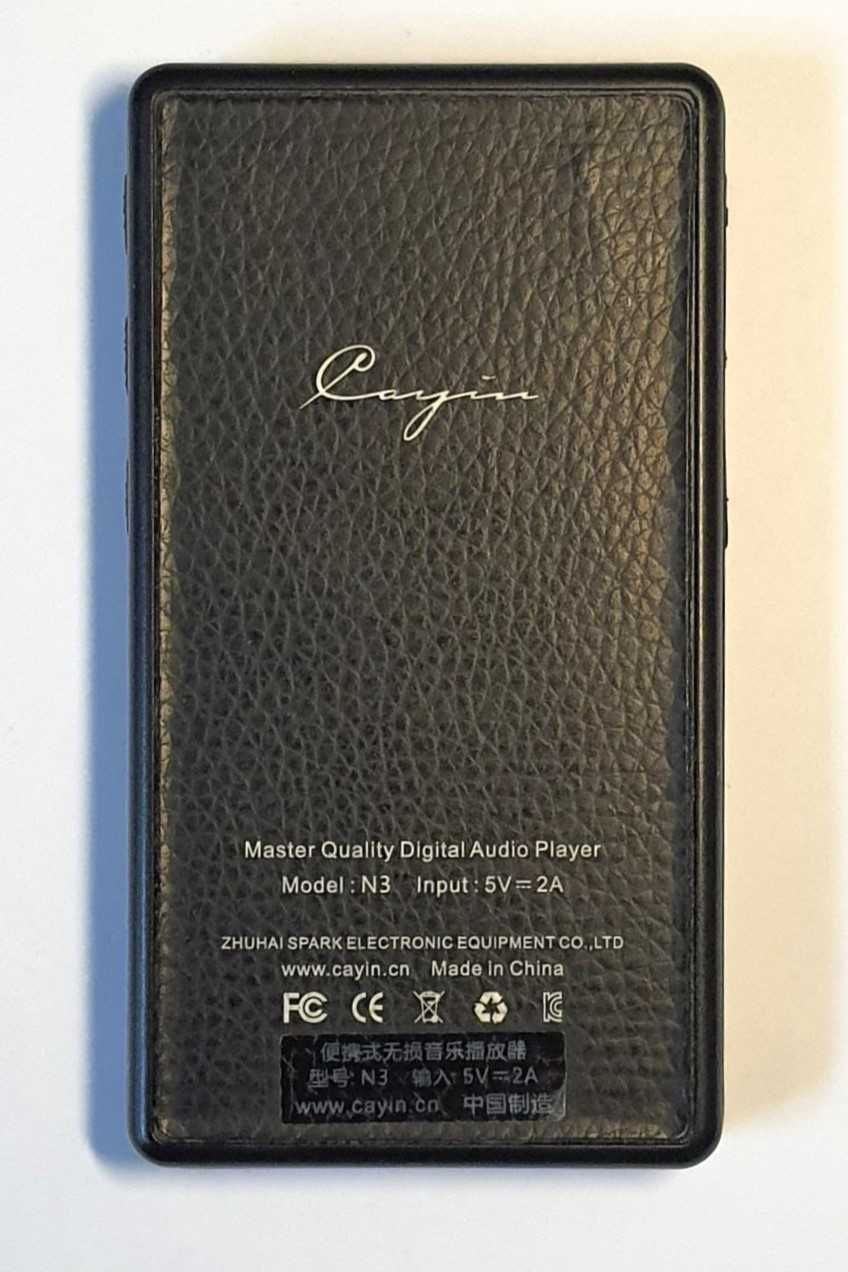 Cayin
Master Quality Digital Audio Player
Model : N3 Input : 5V⎓2A
ZHUHAI SPARK ELECTRONIC EQUIPMENT CO.,LTD
www.cayin.cn Made in China
FC CE
便携式无损音乐播放器
型号: N3 输入: 5V⎓2A
www.cayin.cn 中国制造